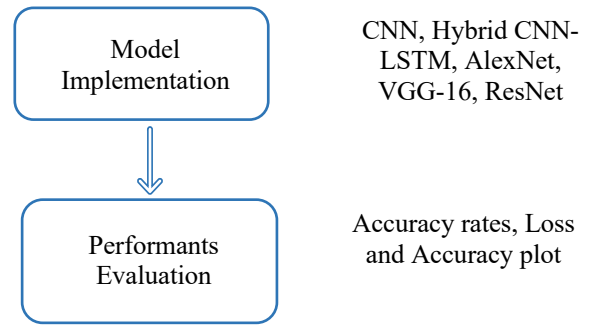 Model
Implementation
CNN, Hybrid CNN-
LSTM, AlexNet,
VGG-16, ResNet
Performants
Evaluation
Accuracy rates, Loss
and Accuracy plot